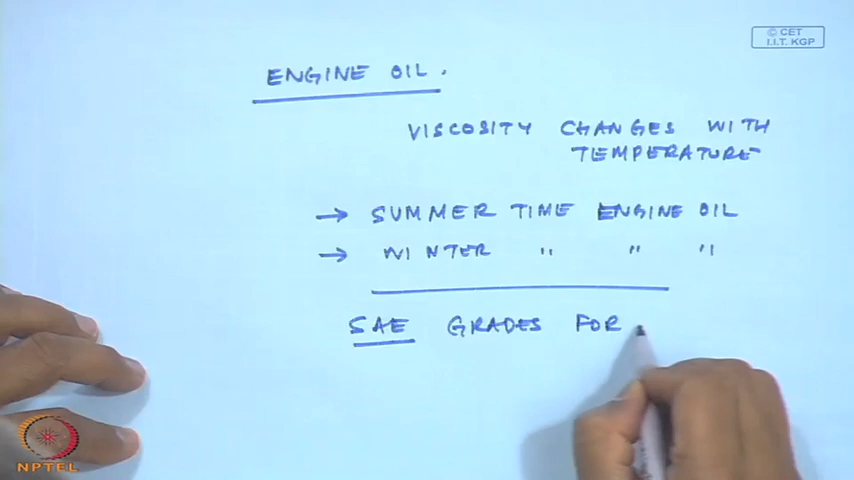 © CET
I.I.T. KGP
ENGINE OIL.
VISCOSITY CHANGES WITH
TEMPERATURE
→ SUMMER TIME ENGINE OIL
→ WINTER " " "
SAE GRADES FOR
NPTEL